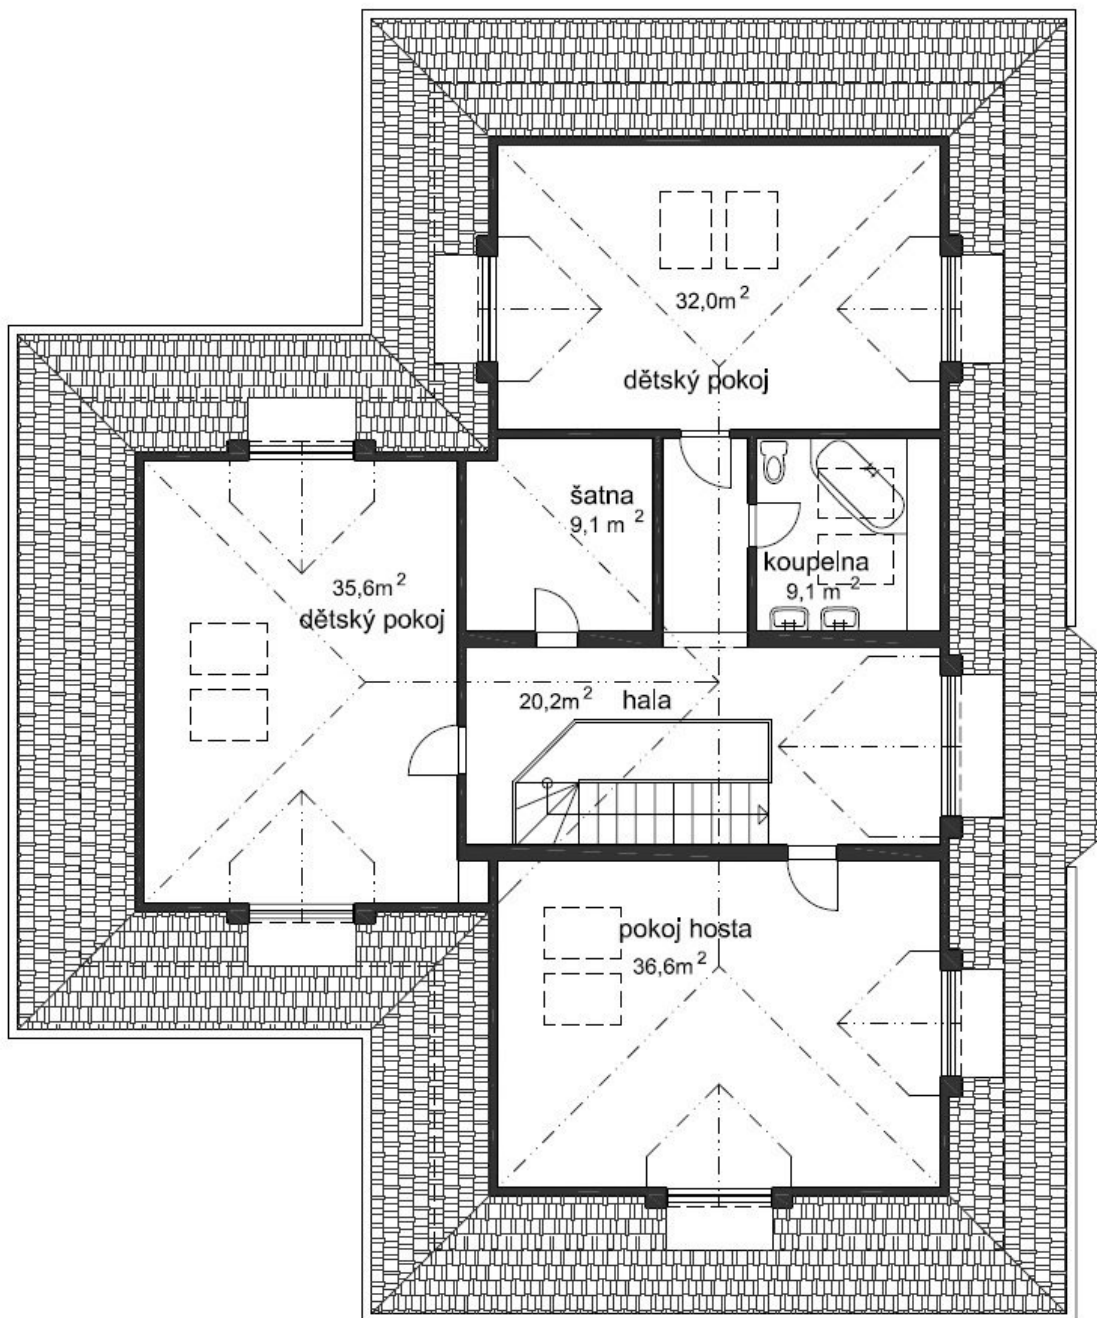 32,0m²
dětský pokoj
šatna
9,1 m²
koupelna
9,1 m²
35,6m²
dětský pokoj
20,2m² hala
pokoj hosta
36,6m²